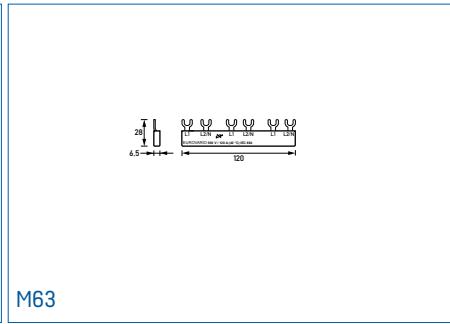 28
L1 L2/N L1 L2/N L1 L2/N
EUROVARIO
6,5
120
M63